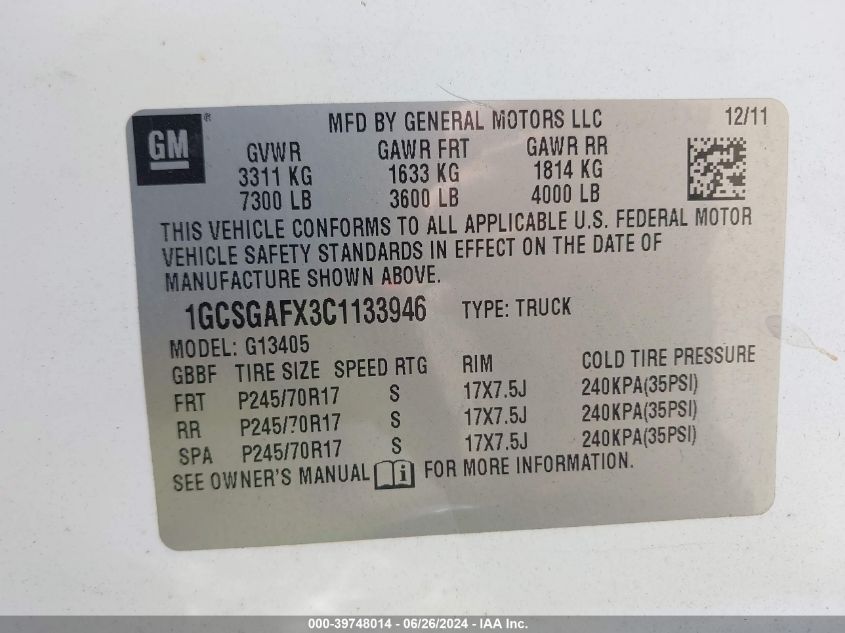 GM ®
MFD BY GENERAL MOTORS LLC 12/11
GVWR GAWR FRT GAWR RR
3311 KG 1633 KG 1814 KG
7300 LB 3600 LB 4000 LB
THIS VEHICLE CONFORMS TO ALL APPLICABLE U.S. FEDERAL MOTOR
VEHICLE SAFETY STANDARDS IN EFFECT ON THE DATE OF
MANUFACTURE SHOWN ABOVE.
1GCSGAFX3C1133946 TYPE: TRUCK
MODEL: G13405
GBBF TIRE SIZE SPEED RTG RIM COLD TIRE PRESSURE
FRT P245/70R17 S 17X7.5J 240KPA(35PSI)
RR P245/70R17 S 17X7.5J 240KPA(35PSI)
SPA P245/70R17 S 17X7.5J 240KPA(35PSI)
SEE OWNER'S MANUAL i FOR MORE INFORMATION.
000-39748014 - 06/26/2024 - IAA Inc.